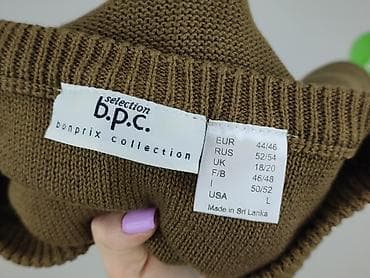 selection
b.p.c.
bonprix collection
EUR 44/46
RUS 52/54
UK 18/20
F/B 46/48
I 50/52
USA L
Made in Sri Lanka